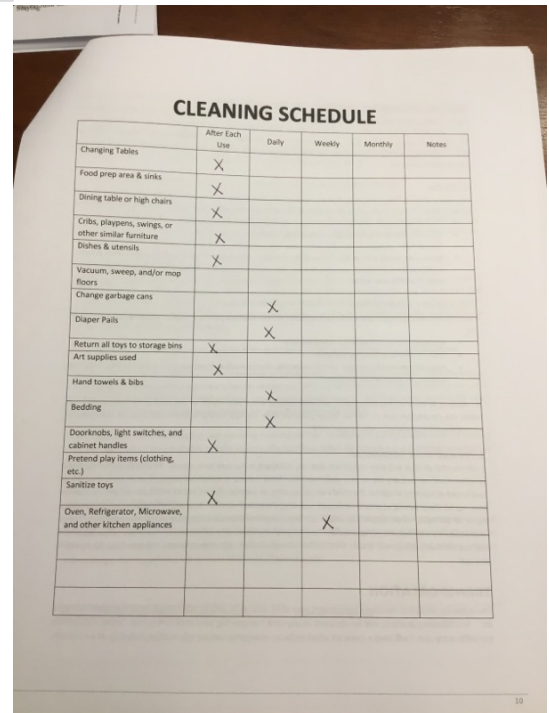 CLEANING SCHEDULE
After Each
Use
Daily
Weekly
Monthly
Notes
Changing Tables
X
Food prep area & sinks
X
Dining table or high chairs
X
Cribs, playpens, swings, or
other similar furniture
X
Dishes & utensils
X
Vacuum, sweep, and/or mop
floors
Change garbage cans
X
Diaper Pails
X
Return all toys to storage bins
X
Art supplies used
X
Hand towels & bibs
X
Bedding
X
Doorknobs, light switches, and
cabinet handles
X
Pretend play items (clothing,
etc.)
Sanitize toys
X
Oven, Refrigerator, Microwave,
and other kitchen appliances
X
10